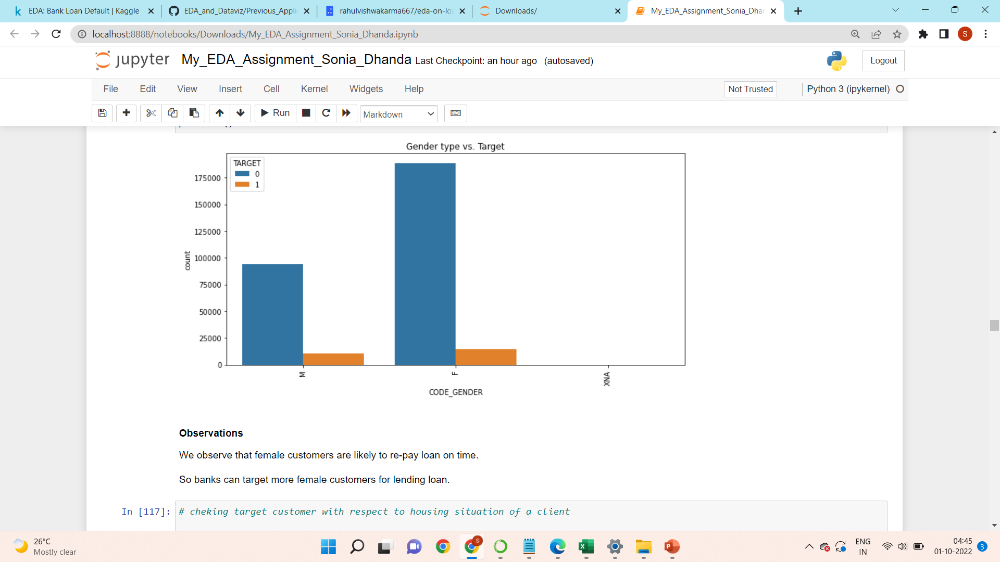 EDA: Bank Loan Default | Kaggle
EDA_and_Dataviz/Previous_Appli
rahulvishwakarma667/eda-on-loa
Downloads/
My_EDA_Assignment_Sonia_Dhan
localhost:8888/notebooks/Downloads/My_EDA_Assignment_Sonia_Dhanda.ipynb
S
jupyter My_EDA_Assignment_Sonia_Dhanda Last Checkpoint: an hour ago (autosaved)
Logout
File Edit View Insert Cell Kernel Widgets Help
Not Trusted
Python 3 (ipykernel)
Run
Markdown
Gender type vs. Target
TARGET
0
1
175000
150000
125000
100000
75000
50000
25000
0
count
M
F
XNA
CODE_GENDER
Observations
We observe that female customers are likely to re-pay loan on time.
So banks can target more female customers for lending loan.
In [117]: # cheking target customer with respect to housing situation of a client
26°C
Mostly clear
ENG
IN
04:45
01-10-2022
3